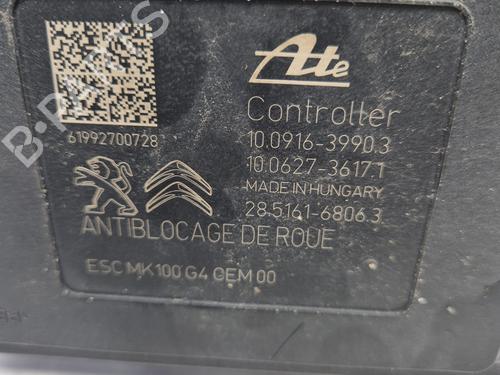 Ate
Controller
61992700728
10.0916-3990.3
10.0627-3617.1
MADE IN HUNGARY
28.5161-6806.3
ANTIBLOCAGE DE ROUE
ESC MK100 G4 GEM 00
B-PARTS